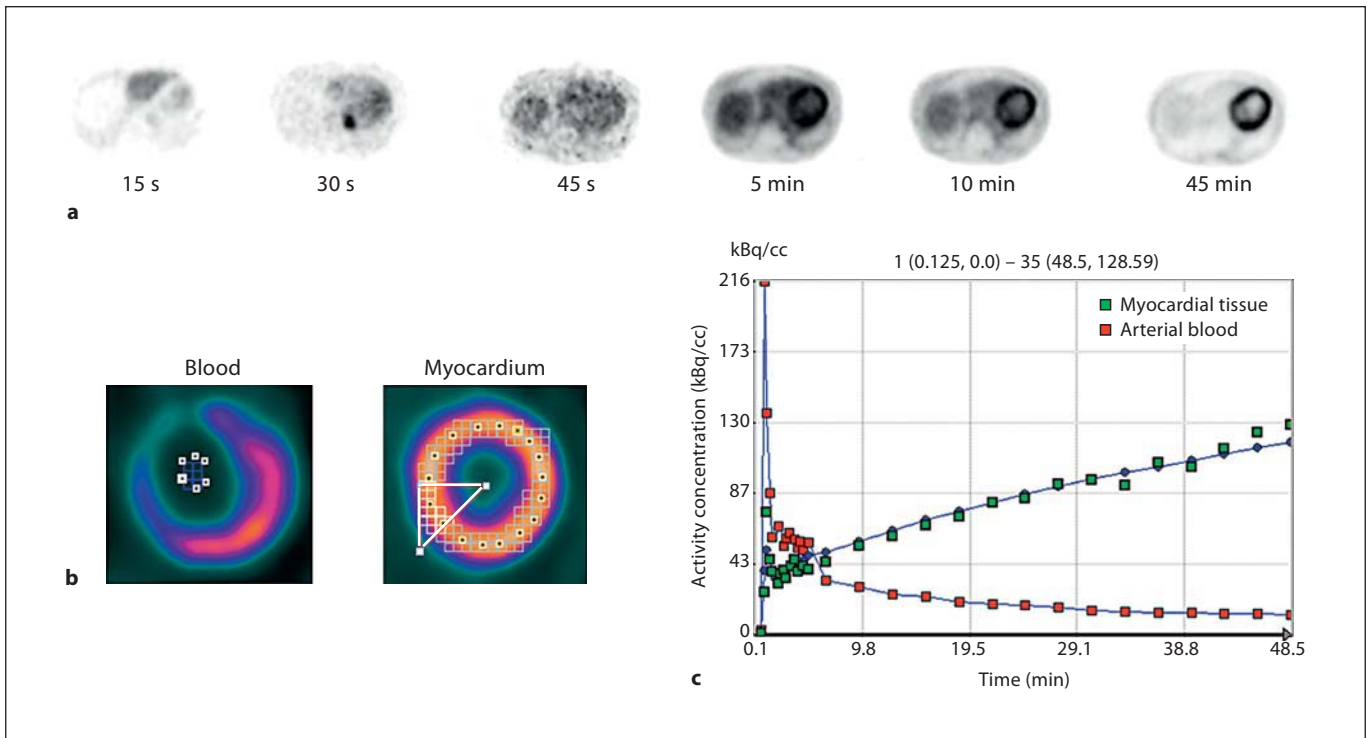 15 s 30 s 45 s 5 min 10 min 45 min
a
Blood Myocardium
b
kBq/cc
1 (0.125, 0.0) – 35 (48.5, 128.59)
216
173
130
87
43
0
Activity concentration (kBq/cc)
Myocardial tissue
Arterial blood
0.1 9.8 19.5 29.1 38.8 48.5
Time (min)
c